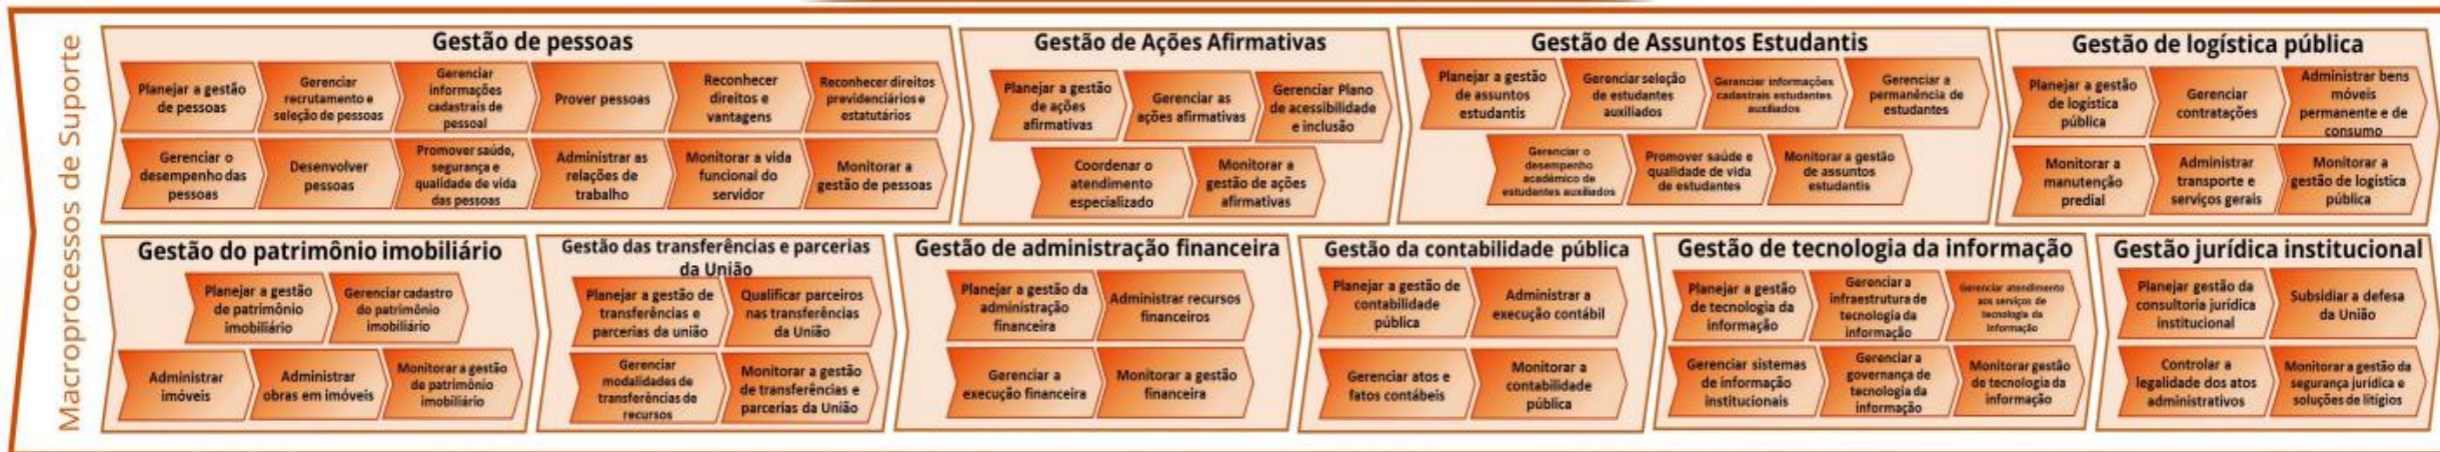 Macroprocessos de Suporte
Gestão de pessoas
Planejar a gestão
de pessoas
Gerenciar
recrutamento e
seleção de pessoas
Gerenciar
informações
cadastrais de
pessoal
Prover pessoas
Reconhecer
direitos e
vantagens
Reconhecer direitos
previdenciários e
estatutários
Gerenciar o
desempenho das
pessoas
Desenvolver
pessoas
Promover saúde,
segurança e
qualidade de vida
das pessoas
Administrar as
relações de
trabalho
Monitorar a vida
funcional do
servidor
Monitorar a
gestão de pessoas
Gestão de Ações Afirmativas
Planejar a gestão
de ações
afirmativas
Gerenciar as
ações afirmativas
Gerenciar Plano
de acessibilidade
e inclusão
Coordenar o
atendimento
especializado
Monitorar a
gestão de ações
afirmativas
Gestão de Assuntos Estudantis
Planejar a gestão
de assuntos
estudantis
Gerenciar seleção
de estudantes
auxiliados
Gerenciar informações
cadastrais estudantes
auxiliados
Gerenciar a
permanência de
estudantes
Gerenciar o
desempenho
acadêmico de
estudantes auxiliados
Promover saúde e
qualidade de vida
de estudantes
Monitorar a gestão
de assuntos
estudantis
Gestão de logística pública
Planejar a gestão
de logística
pública
Gerenciar
contratações
Administrar bens
móveis
permanente e de
consumo
Monitorar a
manutenção
predial
Administrar
transporte e
serviços gerais
Monitorar a
gestão de logística
pública
Gestão do patrimônio imobiliário
Planejar a gestão
de patrimônio
imobiliário
Gerenciar cadastro
do patrimônio
imobiliário
Administrar
imóveis
Administrar
obras em imóveis
Monitorar a gestão
de patrimônio
imobiliário
Gestão das transferências e parcerias
da União
Planejar a gestão de
transferências e
parcerias da união
Qualificar parceiros
nas transferências
da União
Gerenciar
modalidades de
transferências de
recursos
Monitorar a gestão
de transferências e
parcerias da União
Gestão de administração financeira
Planejar a gestão da
administração
financeira
Administrar recursos
financeiros
Gerenciar a
execução financeira
Monitorar a gestão
financeira
Gestão da contabilidade pública
Planejar a gestão de
contabilidade
pública
Administrar a
execução contábil
Gerenciar atos e
fatos contábeis
Monitorar a
contabilidade
pública
Gestão de tecnologia da informação
Planejar a gestão
de tecnologia da
informação
Gerenciar a
infraestrutura de
tecnologia da
informação
Gerenciar atendimento
aos serviços de
tecnologia da
informação
Gerenciar sistemas
de informação
institucionais
Gerenciar a
governança de
tecnologia da
informação
Monitorar gestão
de tecnologia da
informação
Gestão jurídica institucional
Planejar gestão da
consultoria jurídica
institucional
Subsidiar a defesa
da União
Controlar a
legalidade dos atos
administrativos
Monitorar a gestão da
segurança jurídica e
soluções de litígios